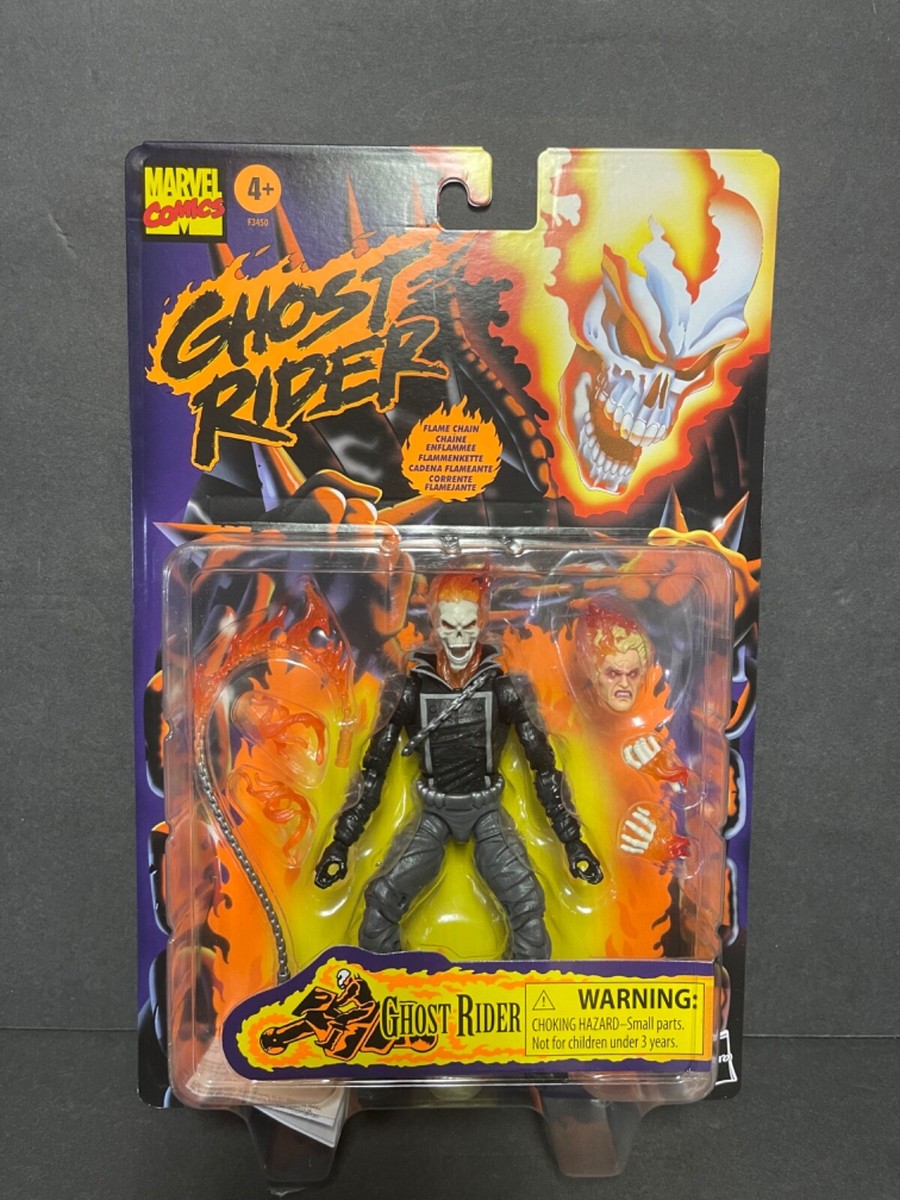 MARVEL
COMICS
4+
F3450
GHOST
RIDER
FLAME CHAIN
CHAÎNE
ENFLAMMÉE
FLAMMENKETTE
CADENA FLAMEANTE
CORRENTE
FLAMEJANTE
GHOST RIDER
⚠ WARNING:
CHOKING HAZARD–Small parts.
Not for children under 3 years.